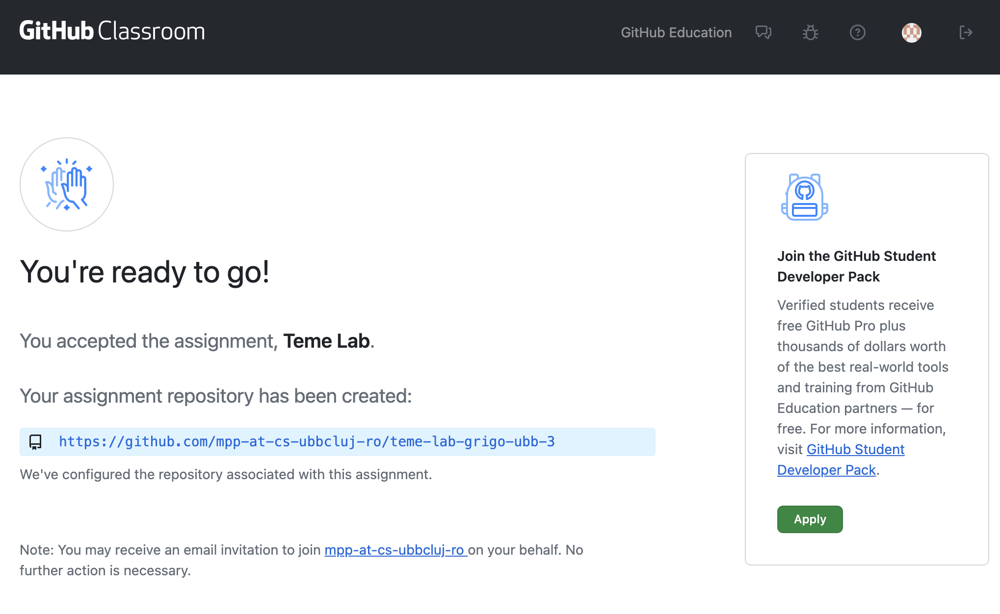 GitHub Classroom
GitHub Education
You're ready to go!
You accepted the assignment, Teme Lab.
Your assignment repository has been created:
https://github.com/mpp-at-cs-ubbcluj-ro/teme-lab-grigo-ubb-3
We've configured the repository associated with this assignment.
Note: You may receive an email invitation to join mpp-at-cs-ubbcluj-ro on your behalf. No
further action is necessary.
Join the GitHub Student
Developer Pack
Verified students receive
free GitHub Pro plus
thousands of dollars worth
of the best real-world tools
and training from GitHub
Education partners — for
free. For more information,
visit GitHub Student
Developer Pack.
Apply